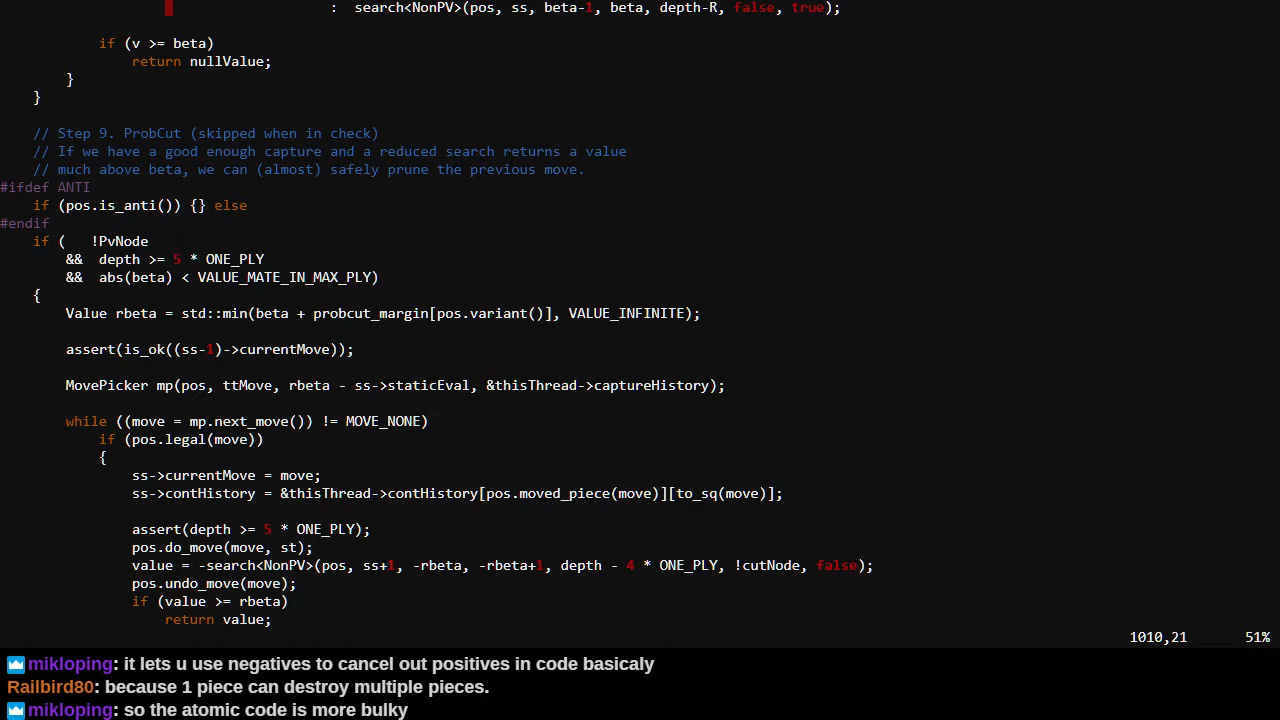 :  search<NonPV>(pos, ss, beta-1, beta, depth-R, false, true);
if (v >= beta)
return nullValue;
}
}
// Step 9. ProbCut (skipped when in check)
// If we have a good enough capture and a reduced search returns a value
// much above beta, we can (almost) safely prune the previous move.
#ifdef ANTI
if (pos.is_anti()) {} else
#endif
if (   !PvNode
&&  depth >= 5 * ONE_PLY
&&  abs(beta) < VALUE_MATE_IN_MAX_PLY)
{
Value rbeta = std::min(beta + probcut_margin[pos.variant()], VALUE_INFINITE);
assert(is_ok((ss-1)->currentMove));
MovePicker mp(pos, ttMove, rbeta - ss->staticEval, &thisThread->captureHistory);
while ((move = mp.next_move()) != MOVE_NONE)
if (pos.legal(move))
{
ss->currentMove = move;
ss->contHistory = &thisThread->contHistory[pos.moved_piece(move)][to_sq(move)];
assert(depth >= 5 * ONE_PLY);
pos.do_move(move, st);
value = -search<NonPV>(pos, ss+1, -rbeta, -rbeta+1, depth - 4 * ONE_PLY, !cutNode, false);
pos.undo_move(move);
if (value >= rbeta)
return value;
1010,21 51%
mikloping: it lets u use negatives to cancel out positives in code basicaly
Railbird80: because 1 piece can destroy multiple pieces.
mikloping: so the atomic code is more bulky